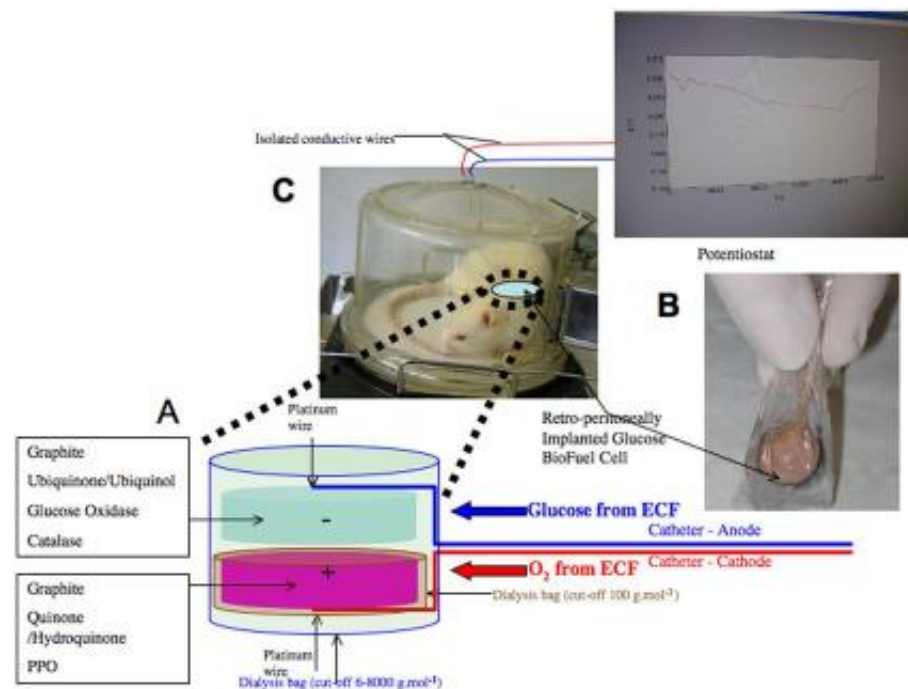 Isolated conductive wires
C
Potentiostat
B
Retro-peritoneally
Implanted Glucose
BioFuel Cell
A
Platinum
wire
Graphite
Ubiquinone/Ubiquinol
Glucose Oxidase
Catalase
-
Glucose from ECF
Catheter - Anode
Catheter - Cathode
+
O₂ from ECF
Dialysis bag (cut-off 100 g.mol⁻¹)
Graphite
Quinone
/Hydroquinone
PPO
Platinum
wire
Dialysis bag (cut-off 6-8000 g.mol⁻¹)